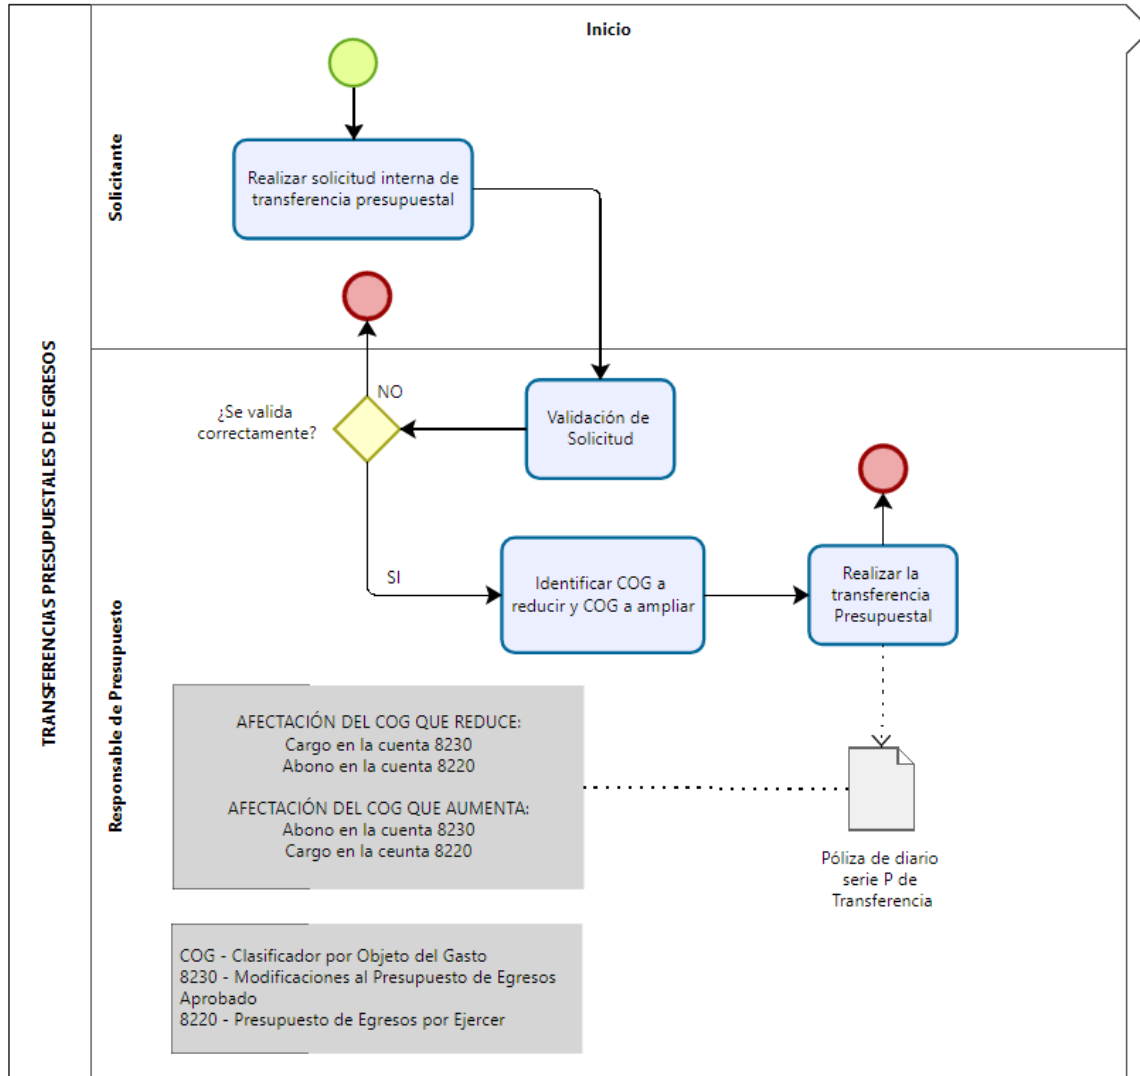 Inicio
TRANSFERENCIAS PRESUPUESTALES DE EGRESOS
Solicitante
Realizar solicitud interna de
transferencia presupuestal
Responsable de Presupuesto
NO
¿Se valida
correctamente?
Validación de
Solicitud
SI
Identificar COG a
reducir y COG a ampliar
Realizar la
transferencia
Presupuestal
AFECTACIÓN DEL COG QUE REDUCE:
Cargo en la cuenta 8230
Abono en la cuenta 8220
AFECTACIÓN DEL COG QUE AUMENTA:
Abono en la cuenta 8230
Cargo en la ceunta 8220
Póliza de diario
serie P de
Transferencia
COG - Clasificador por Objeto del Gasto
8230 - Modificaciones al Presupuesto de Egresos
Aprobado
8220 - Presupuesto de Egresos por Ejercer